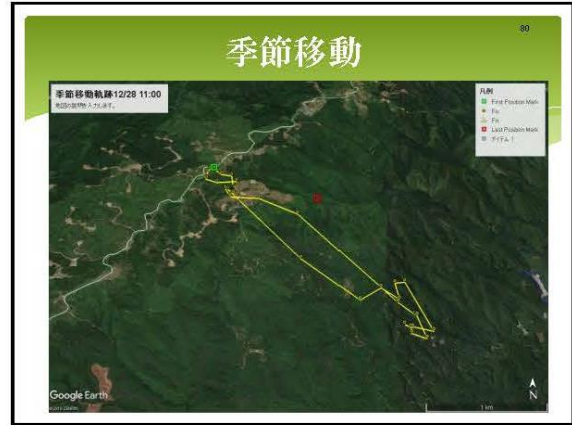 80
季節移動
季節移動軌跡12/28 11:00
地図の説明を入力します。
凡例
First Position Mark
Fix
Fix
Last Position Mark
アイテム 1
Google Earth
N
1 km